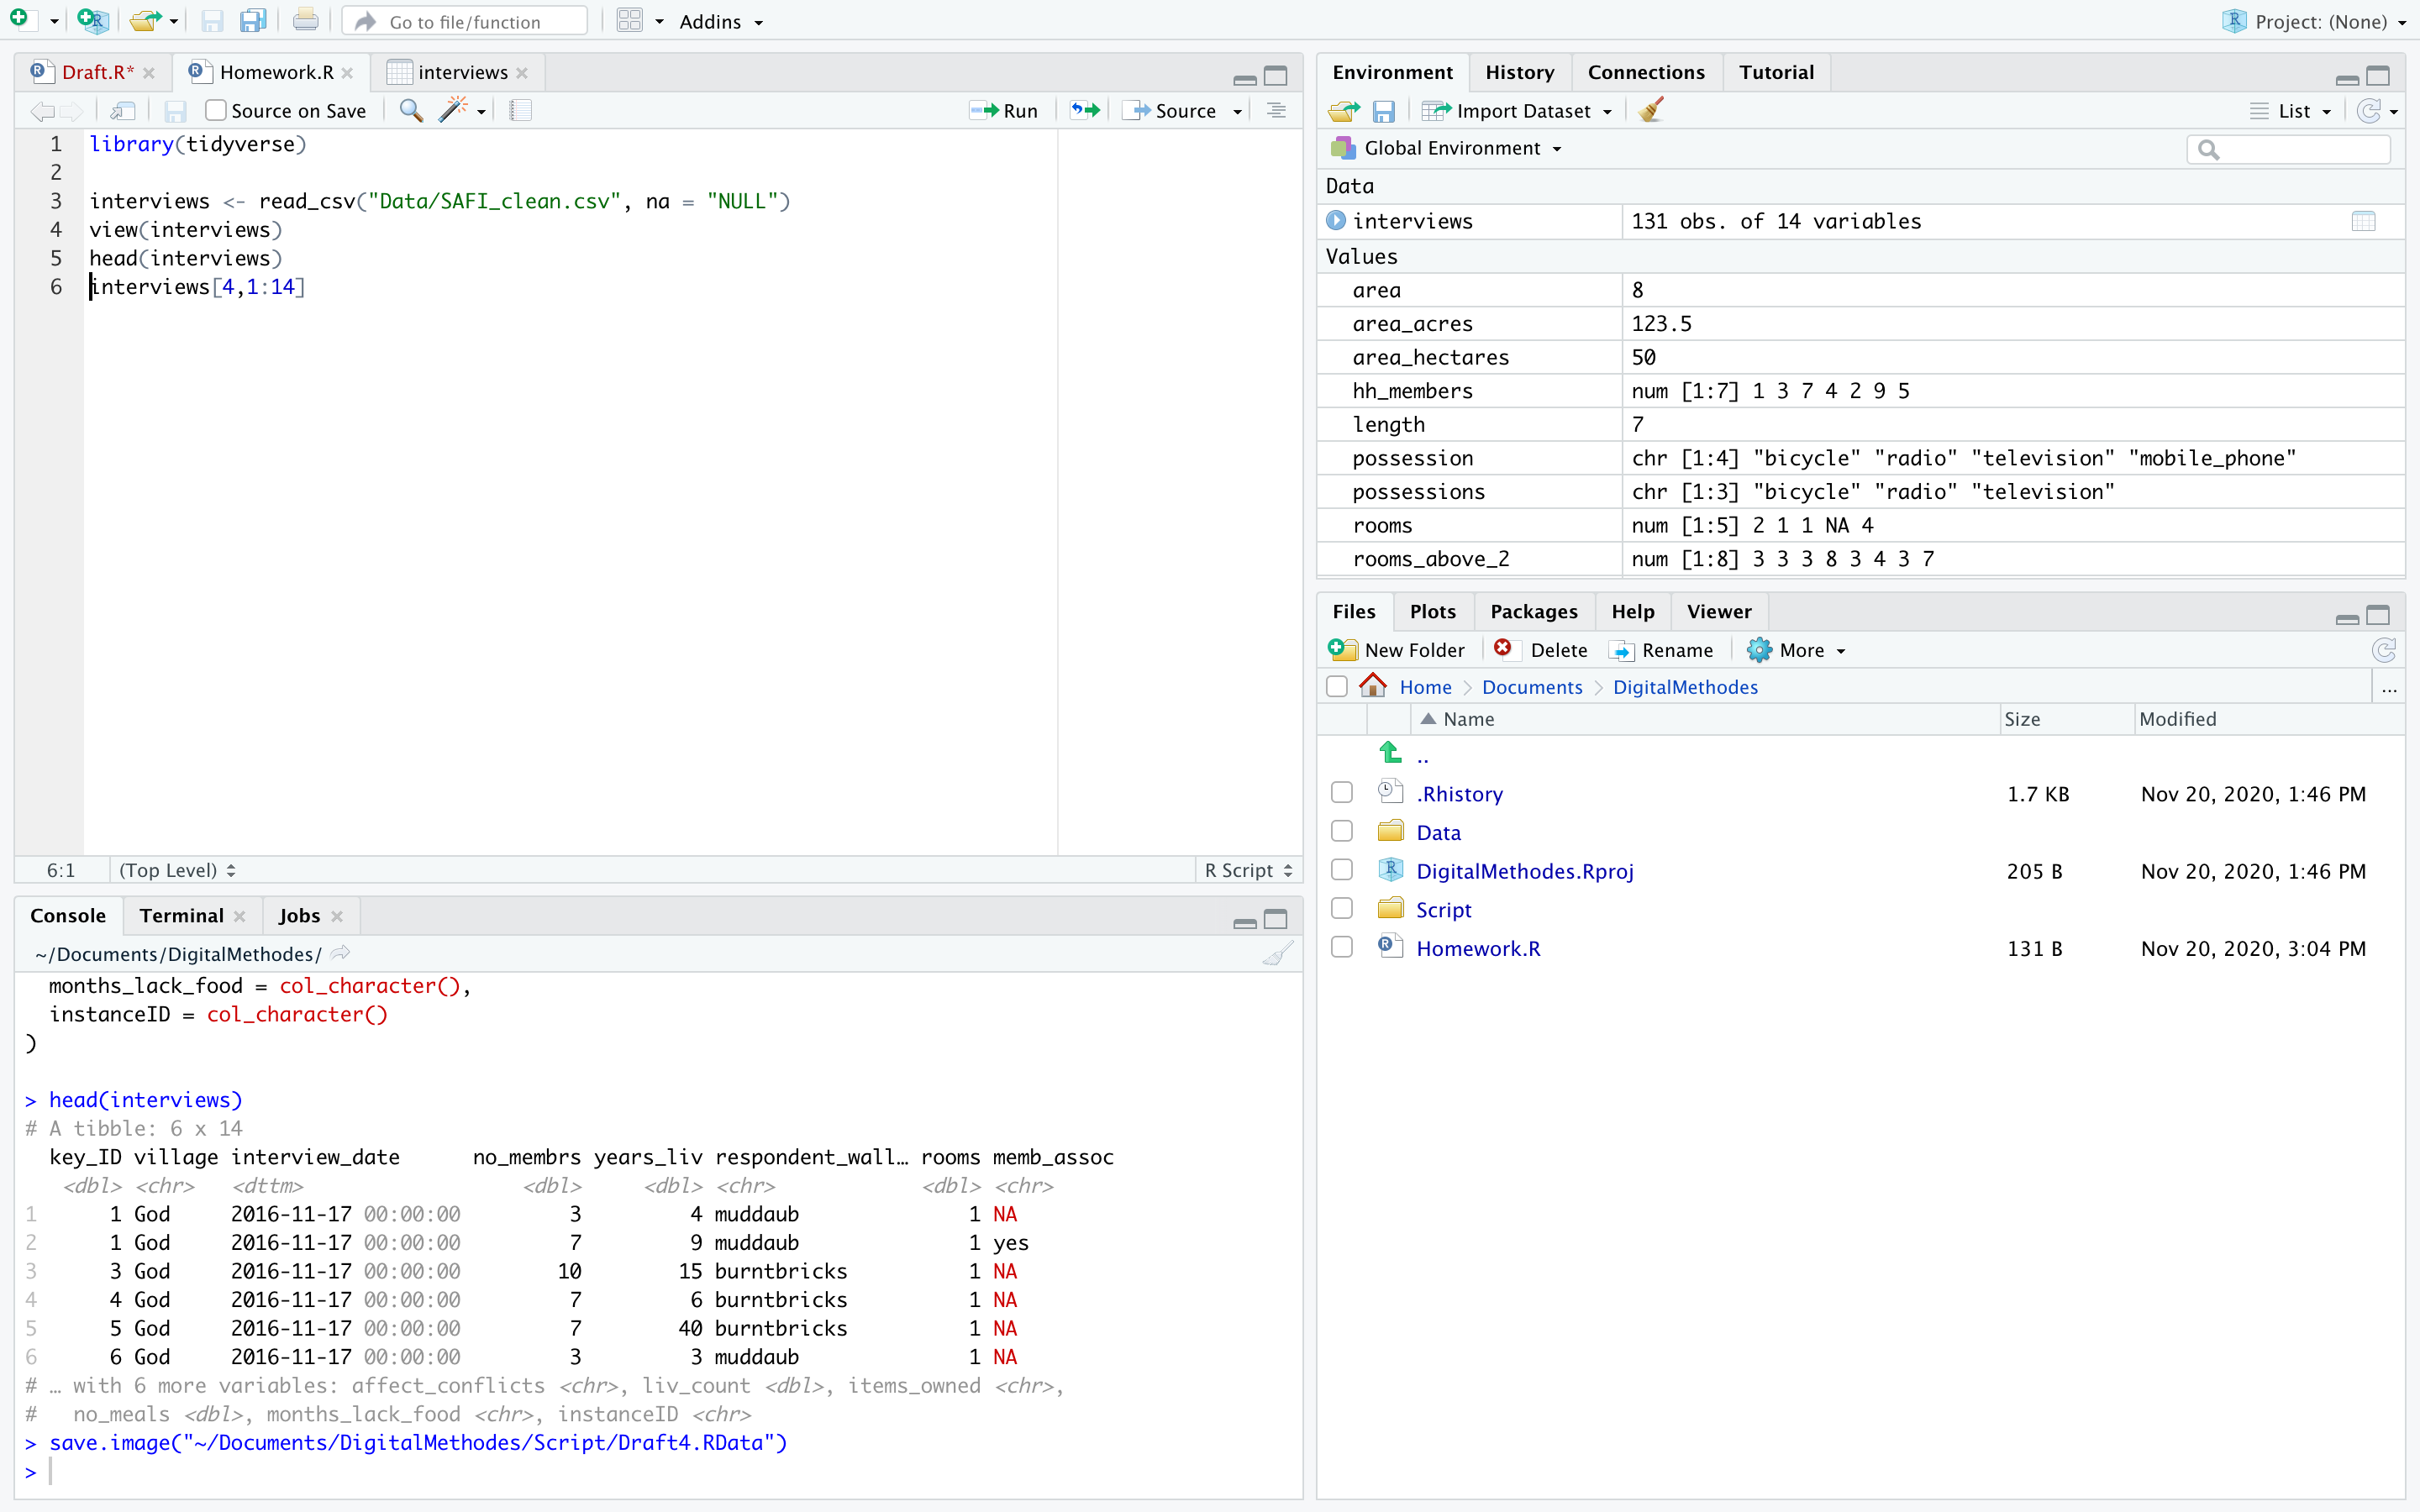 Go to file/function
Addins
Project: (None)
Draft.R*
Homework.R
interviews
Source on Save
Run
Source
1 library(tidyverse)
2
3 interviews <- read_csv("Data/SAFI_clean.csv", na = "NULL")
4 view(interviews)
5 head(interviews)
6 interviews[4,1:14]
6:1
(Top Level)
R Script
Console
Terminal
Jobs
~/Documents/DigitalMethodes/
months_lack_food = col_character(),
instanceID = col_character()
)
> head(interviews)
# A tibble: 6 x 14
key_ID village interview_date no_membrs years_liv respondent_wall… rooms memb_assoc
<dbl> <chr> <dttm> <dbl> <dbl> <chr> <dbl> <chr>
1 1 God 2016-11-17 00:00:00 3 4 muddaub 1 NA
2 1 God 2016-11-17 00:00:00 7 9 muddaub 1 yes
3 3 God 2016-11-17 00:00:00 10 15 burntbricks 1 NA
4 4 God 2016-11-17 00:00:00 7 6 burntbricks 1 NA
5 5 God 2016-11-17 00:00:00 7 40 burntbricks 1 NA
6 6 God 2016-11-17 00:00:00 3 3 muddaub 1 NA
# … with 6 more variables: affect_conflicts <chr>, liv_count <dbl>, items_owned <chr>,
# no_meals <dbl>, months_lack_food <chr>, instanceID <chr>
> save.image("~/Documents/DigitalMethodes/Script/Draft4.RData")
>
Environment
History
Connections
Tutorial
Import Dataset
List
Global Environment
Data
interviews 131 obs. of 14 variables
Values
area 8
area_acres 123.5
area_hectares 50
hh_members num [1:7] 1 3 7 4 2 9 5
length 7
possession chr [1:4] "bicycle" "radio" "television" "mobile_phone"
possessions chr [1:3] "bicycle" "radio" "television"
rooms num [1:5] 2 1 1 NA 4
rooms_above_2 num [1:8] 3 3 3 8 3 4 3 7
Files
Plots
Packages
Help
Viewer
New Folder
Delete
Rename
More
Home
Documents
DigitalMethodes
...
Name Size Modified
..
.Rhistory 1.7 KB Nov 20, 2020, 1:46 PM
Data
DigitalMethodes.Rproj 205 B Nov 20, 2020, 1:46 PM
Script
Homework.R 131 B Nov 20, 2020, 3:04 PM